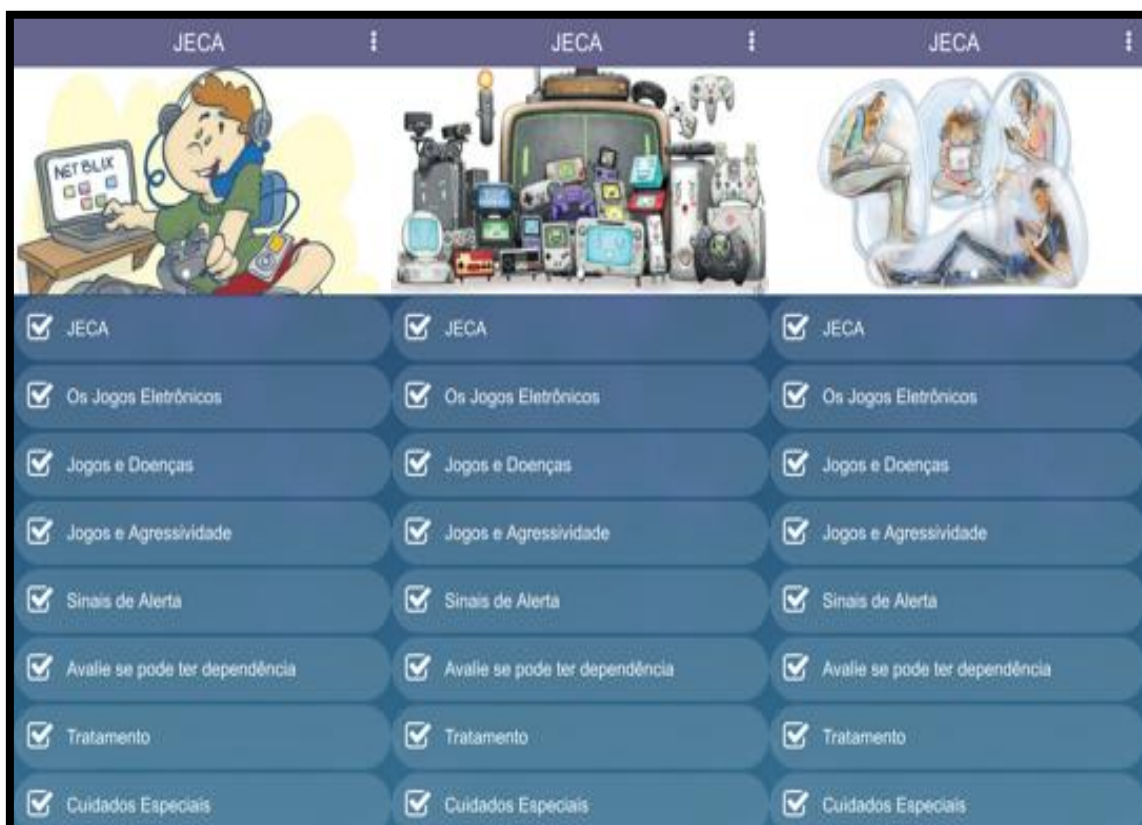 JECA
NETBLIX
JECA
Os Jogos Eletrônicos
Jogos e Doenças
Jogos e Agressividade
Sinais de Alerta
Avalie se pode ter dependência
Tratamento
Cuidados Especiais
JECA
JECA
Os Jogos Eletrônicos
Jogos e Doenças
Jogos e Agressividade
Sinais de Alerta
Avalie se pode ter dependência
Tratamento
Cuidados Especiais
JECA
JECA
Os Jogos Eletrônicos
Jogos e Doenças
Jogos e Agressividade
Sinais de Alerta
Avalie se pode ter dependência
Tratamento
Cuidados Especiais